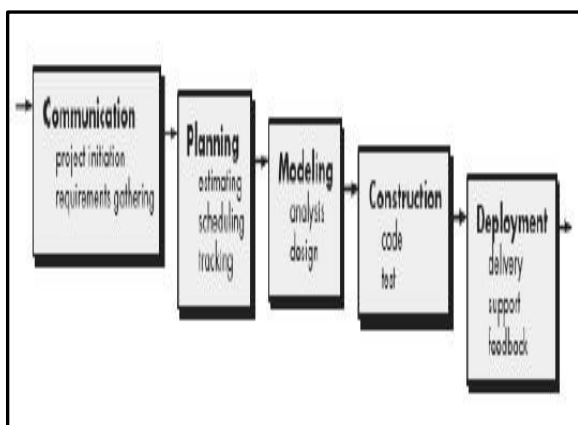 Communication
project initiation
requirements gathering
Planning
estimating
scheduling
tracking
Modeling
analysis
design
Construction
code
test
Deployment
delivery
support
feedback